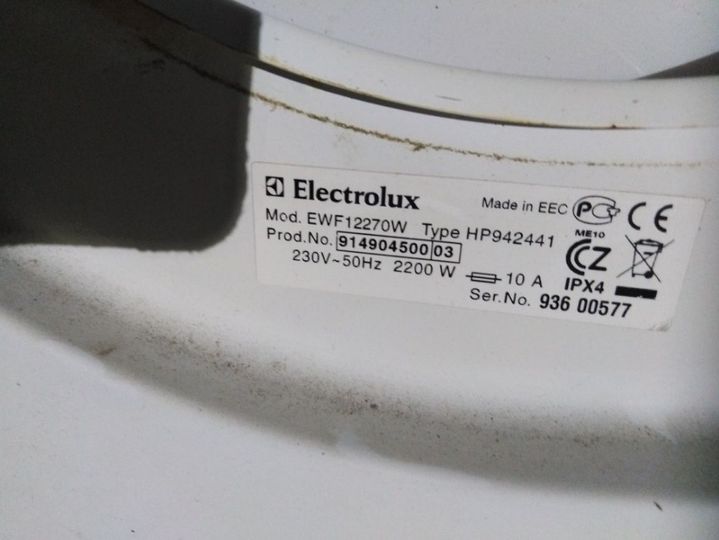 Electrolux
Made in EEC
Mod. EWF12270W Type HP942441
Prod.No. 914904500 03
230V~50Hz 2200 W 10 A
ME10
IPX4
Ser.No. 936 00577